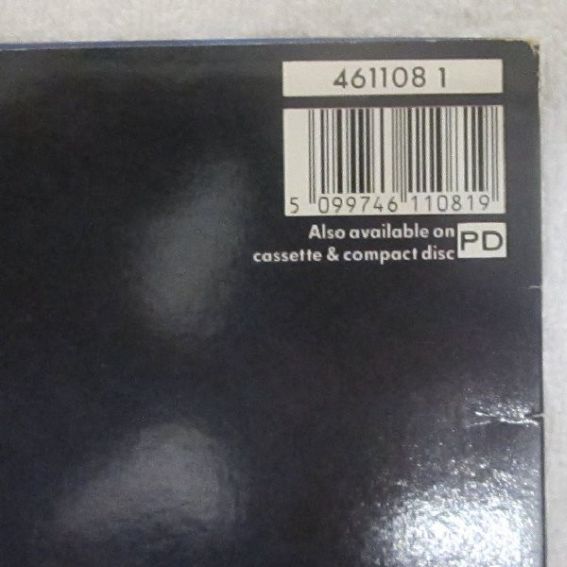 461108 1
5 099746 110819
Also available on
cassette & compact disc
PD